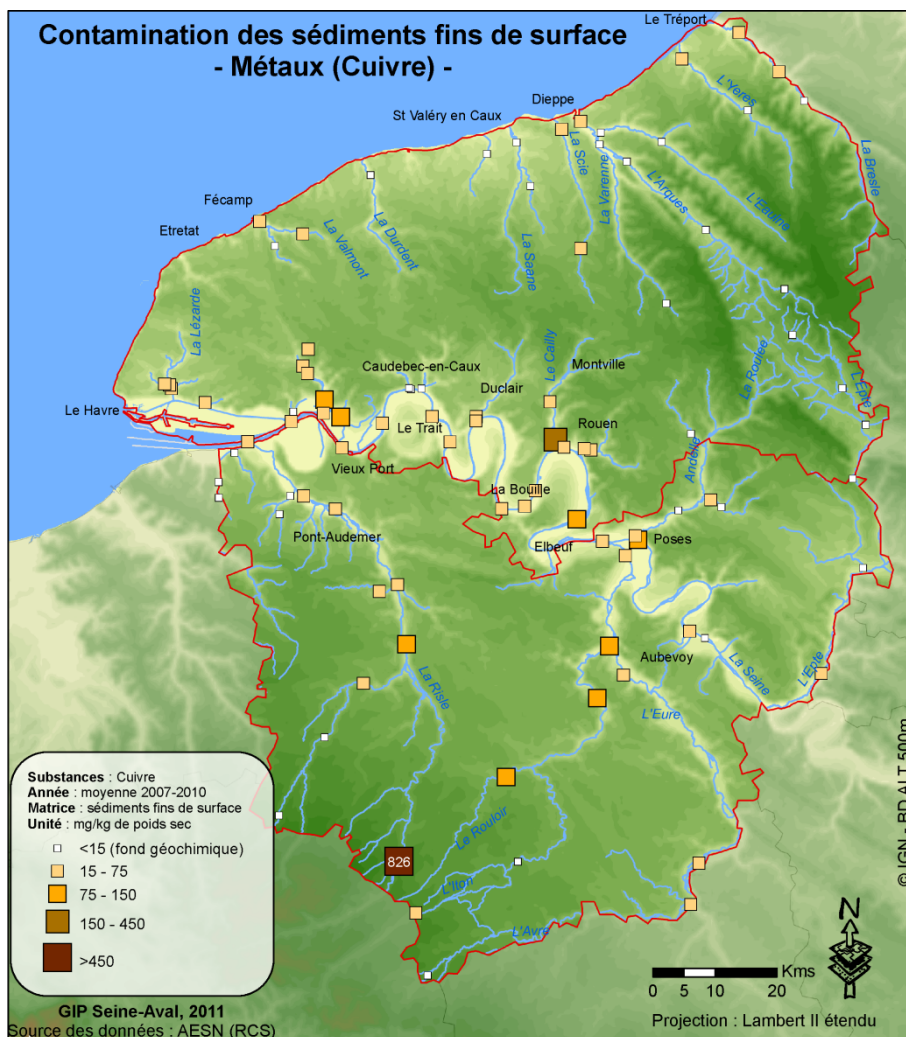 Contamination des sédiments fins de surface
- Métaux (Cuivre) -
Le Tréport
L'Yeres
Dieppe
St Valéry en Caux
La Scie
La Varenne
L'Arques
L'Eaulne
La Bresle
Fécamp
Etretat
La Valmont
La Durdent
La Saane
La Lézarde
Le Cailly
Montville
La Roulee
L'Epte
Caudebec-en-Caux
Duclair
Le Havre
Le Trait
Rouen
Vieux Port
La Bouille
Andelle
Pont-Audemer
Elbeuf
Poses
Aubevoy
La Seine
L'Epte
La Risle
L'Eure
Le Rouloir
826
L'Iton
L'Avre
Substances : Cuivre
Année : moyenne 2007-2010
Matrice : sédiments fins de surface
Unité : mg/kg de poids sec
<15 (fond géochimique)
15 - 75
75 - 150
150 - 450
>450
GIP Seine-Aval, 2011
Source des données : AESN (RCS)
© IGN - BD ALT 500m
N
Kms
0 5 10 20
Projection : Lambert II étendu